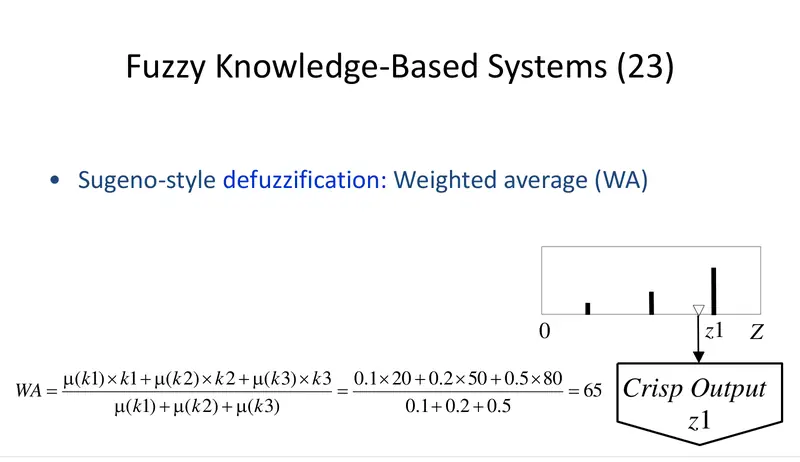 Fuzzy Knowledge-Based Systems (23)
• Sugeno-style defuzzification: Weighted average (WA)
0 z1 Z
WA = μ(k1)×k1+μ(k2)×k2+μ(k3)×k3 / μ(k1)+μ(k2)+μ(k3) = 0.1×20+0.2×50+0.5×80 / 0.1+0.2+0.5 = 65
Crisp Output
z1